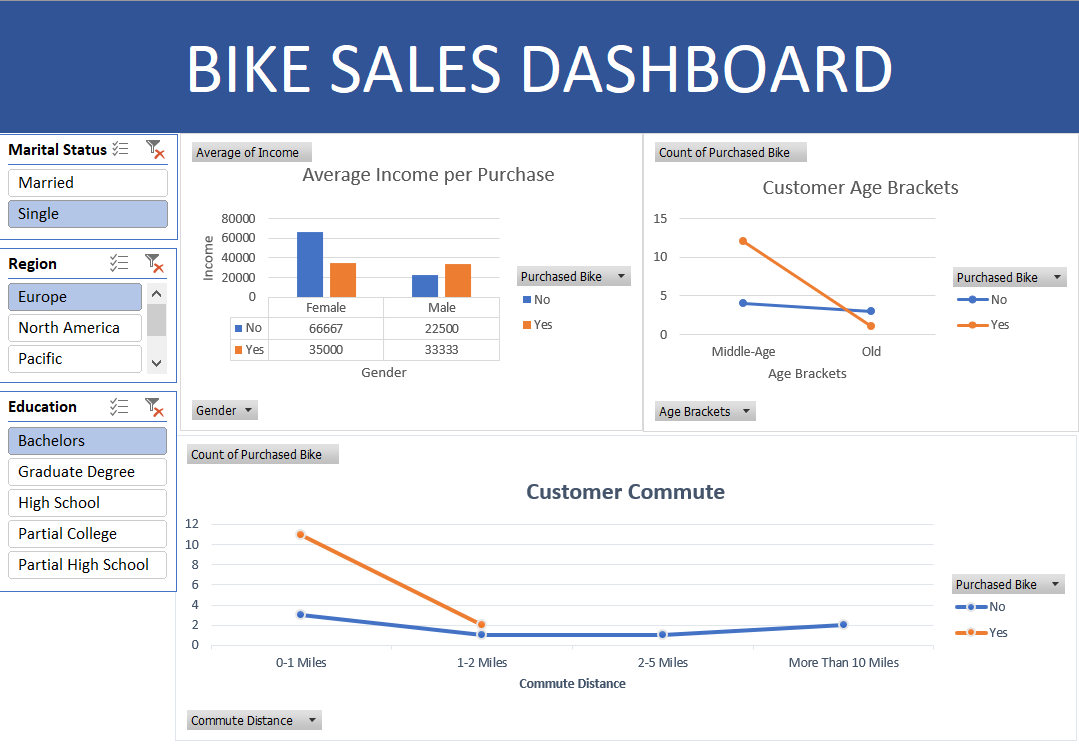 BIKE SALES DASHBOARD
Marital Status
Married
Single
Region
Europe
North America
Pacific
Education
Bachelors
Graduate Degree
High School
Partial College
Partial High School
Average of Income
Average Income per Purchase
80000
60000
40000
20000
0
Income
Female Male
No 66667 22500
Yes 35000 33333
Gender
Purchased Bike
No
Yes
Gender
Count of Purchased Bike
Customer Age Brackets
15
10
5
0
Middle-Age Old
Age Brackets
Purchased Bike
No
Yes
Age Brackets
Count of Purchased Bike
Customer Commute
12
10
8
6
4
2
0
0-1 Miles 1-2 Miles 2-5 Miles More Than 10 Miles
Commute Distance
Purchased Bike
No
Yes
Commute Distance